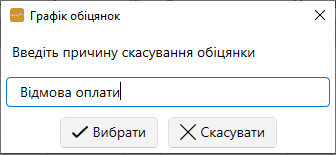 Графік обіцянок
Введіть причину скасування обіцянки
Відмова оплати
Вибрати
Скасувати